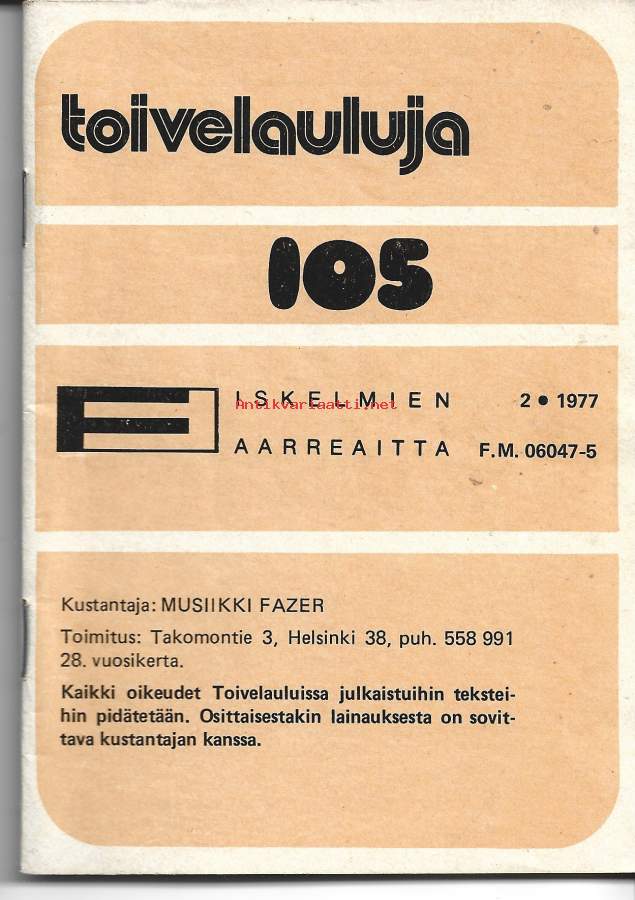 toivelauluja
105
ISKELMIEN 2 • 1977
Antikvariaatti.net
AARREAITTA F.M. 06047-5
Kustantaja: MUSIIKKI FAZER
Toimitus: Takomontie 3, Helsinki 38, puh. 558 991
28. vuosikerta.
Kaikki oikeudet Toivelauluissa julkaistuihin tekstei-
hin pidätetään. Osittaisestakin lainauksesta on sovit-
tava kustantajan kanssa.